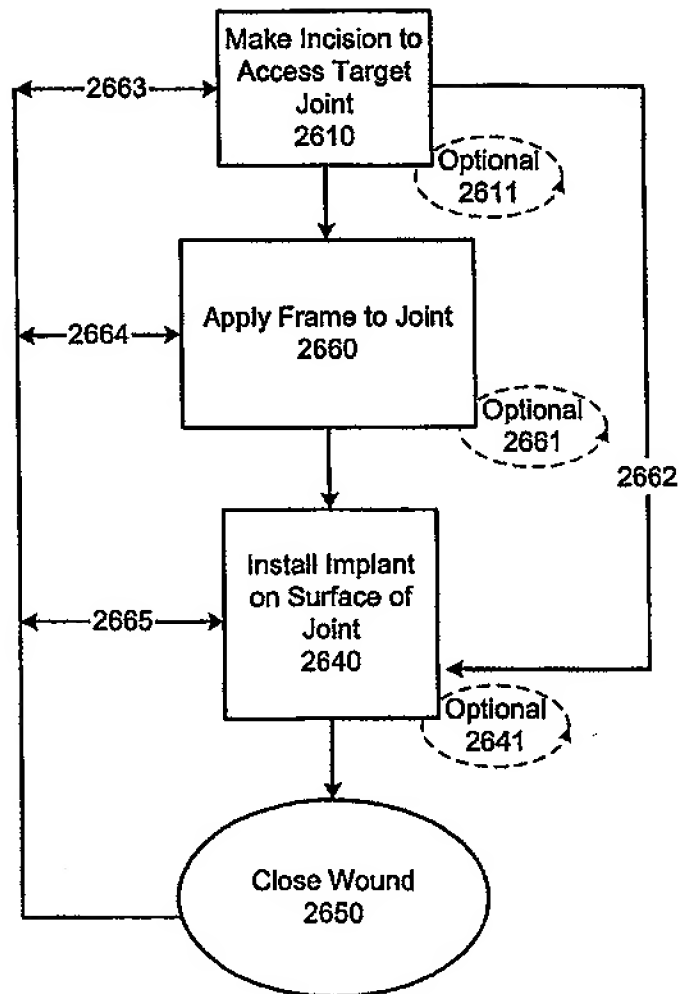 Make Incision to
Access Target
Joint
2610
2663
Optional
2611
Apply Frame to Joint
2660
2664
Optional
2661
2662
Install Implant
on Surface of
Joint
2640
2665
Optional
2641
Close Wound
2650